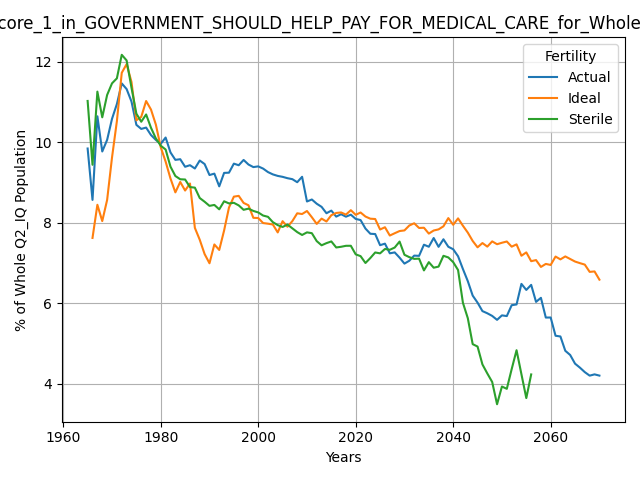 core_1_in_GOVERNMENT_SHOULD_HELP_PAY_FOR_MEDICAL_CARE_for_Whole
Fertility
Actual
Ideal
Sterile
% of Whole Q2_IQ Population
12
10
8
6
4
1960
1980
2000
2020
2040
2060
Years